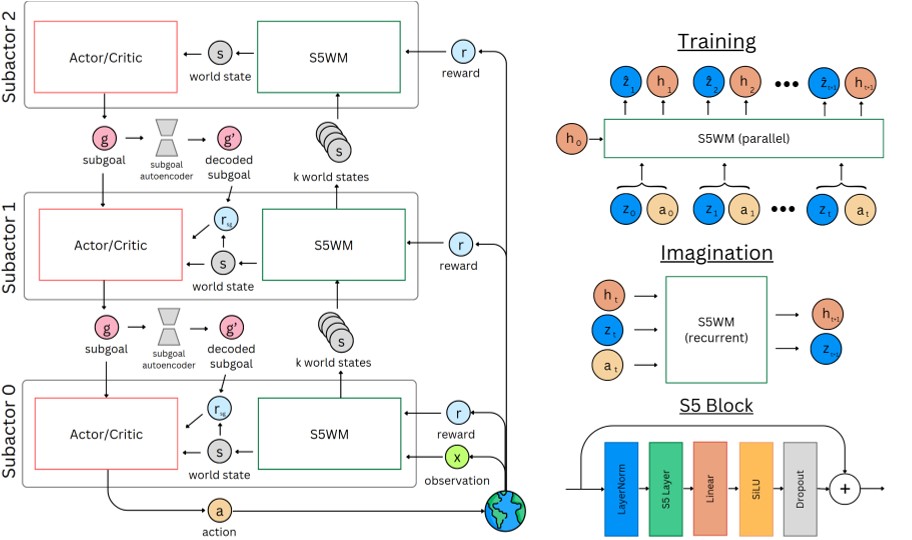 Subactor 2
Actor/Critic
s
world state
S5WM
r
reward
g
subgoal
subgoal
autoencoder
g'
decoded
subgoal
s
k world states
Subactor 1
Actor/Critic
r sg
s
world state
S5WM
r
reward
g
subgoal
subgoal
autoencoder
g'
decoded
subgoal
s
k world states
Subactor 0
Actor/Critic
r sg
s
world state
S5WM
r
reward
x
observation
a
action
Training
ẑ1 h1 ẑ2 h2 ••• ẑt+1 ht+1
h0
S5WM (parallel)
z0 a0 z1 a1 ••• zt at
Imagination
ht
zt
at
S5WM
(recurrent)
ht+1
zt+1
S5 Block
LayerNorm
S5 Layer
Linear
SiLU
Dropout
+